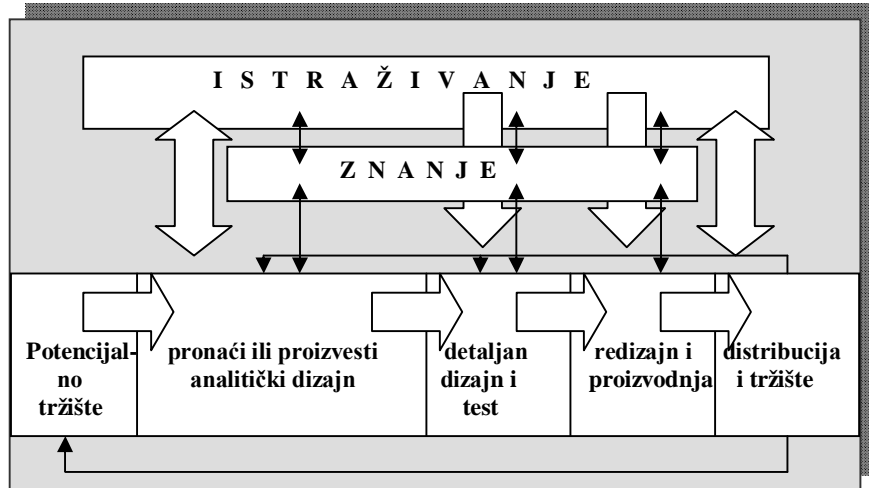 I S T R A Ž I V A N J E
Z N A N J E
Potencijal-
no
tržište
pronaći ili proizvesti
analitički dizajn
detaljan
dizajn i
test
redizajn i
proizvodnja
distribucija
i tržište